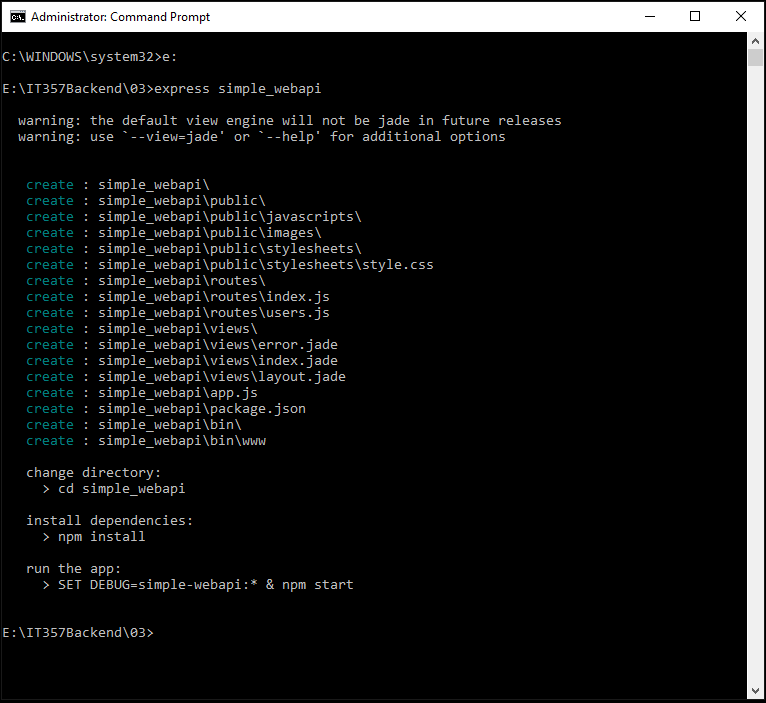 Administrator: Command Prompt
C:\WINDOWS\system32>e:
E:\IT357Backend\03>express simple_webapi
warning: the default view engine will not be jade in future releases
warning: use `--view=jade' or `--help' for additional options
create : simple_webapi\
create : simple_webapi\public\
create : simple_webapi\public\javascripts\
create : simple_webapi\public\images\
create : simple_webapi\public\stylesheets\
create : simple_webapi\public\stylesheets\style.css
create : simple_webapi\routes\
create : simple_webapi\routes\index.js
create : simple_webapi\routes\users.js
create : simple_webapi\views\
create : simple_webapi\views\error.jade
create : simple_webapi\views\index.jade
create : simple_webapi\views\layout.jade
create : simple_webapi\app.js
create : simple_webapi\package.json
create : simple_webapi\bin\
create : simple_webapi\bin\www
change directory:
> cd simple_webapi
install dependencies:
> npm install
run the app:
> SET DEBUG=simple-webapi:* & npm start
E:\IT357Backend\03>